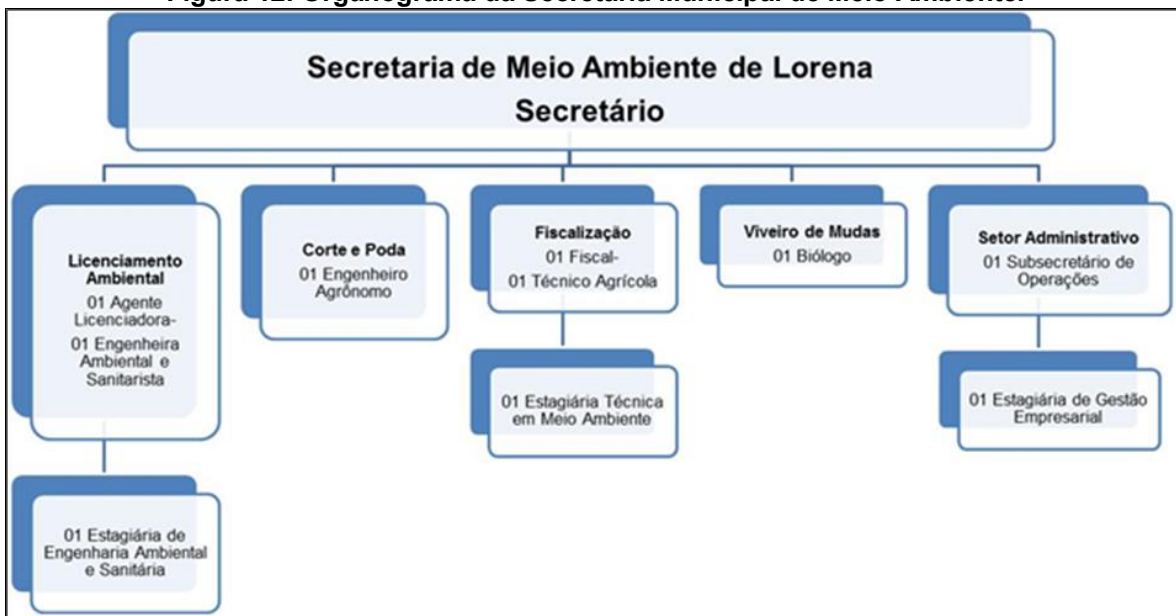 Figura 12. Organograma da Secretaria Municipal de Meio Ambiente.
Secretaria de Meio Ambiente de Lorena
Secretário
Licenciamento
Ambiental
01 Agente
Licenciadora-
01 Engenheira
Ambiental e
Sanitarista
Corte e Poda
01 Engenheiro
Agrônomo
Fiscalização
01 Fiscal-
01 Técnico Agrícola
Viveiro de Mudas
01 Biólogo
Setor Administrativo
01 Subsecretário de
Operações
01 Estagiária Técnica
em Meio Ambiente
01 Estagiária de Gestão
Empresarial
01 Estagiária de
Engenharia Ambiental
e Sanitária